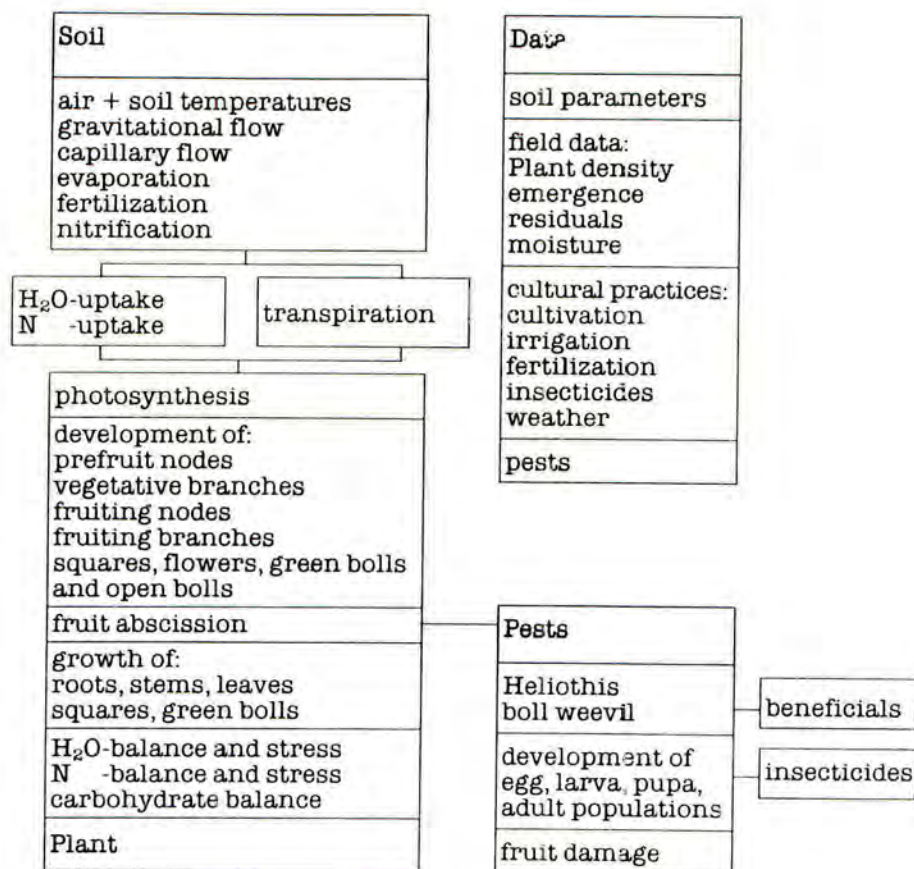 Soil
air + soil temperatures
gravitational flow
capillary flow
evaporation
fertilization
nitrification
H₂O-uptake
N -uptake
transpiration
photosynthesis
development of:
prefruit nodes
vegetative branches
fruiting nodes
fruiting branches
squares, flowers, green bolls
and open bolls
fruit abscission
growth of:
roots, stems, leaves
squares, green bolls
H₂O-balance and stress
N -balance and stress
carbohydrate balance
Plant
Data
soil parameters
field data:
Plant density
emergence
residuals
moisture
cultural practices:
cultivation
irrigation
fertilization
insecticides
weather
pests
Pests
Heliothis
boll weevil
development of
egg, larva, pupa,
adult populations
fruit damage
beneficials
insecticides